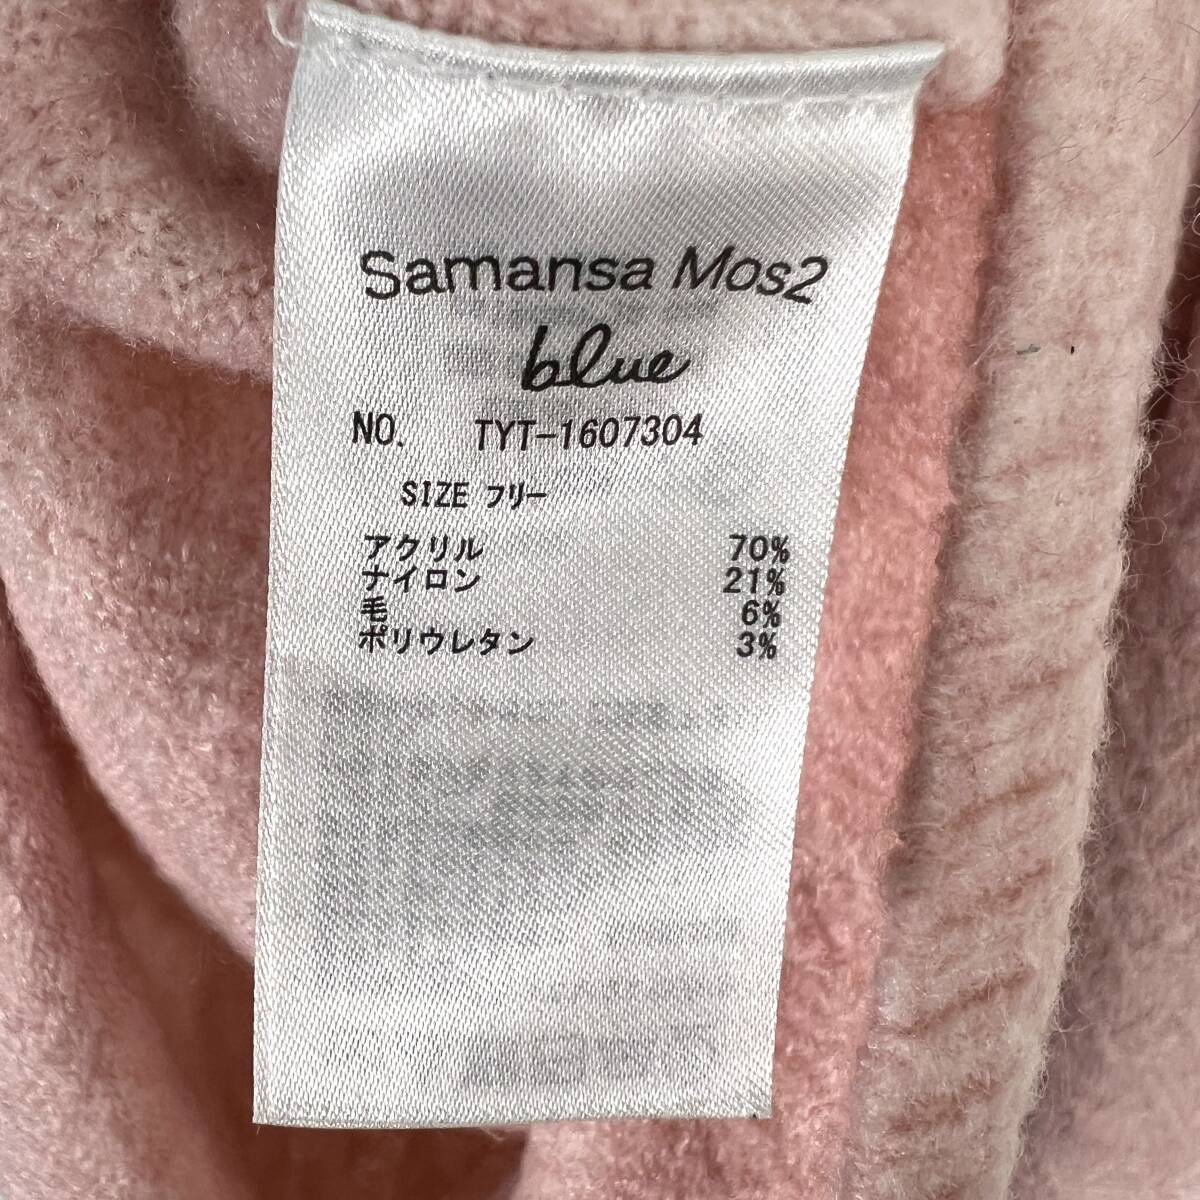 Samansa Mos2
blue
NO. TYT-1607304
SIZE フリー
アクリル 70%
ナイロン 21%
毛 6%
ポリウレタン 3%